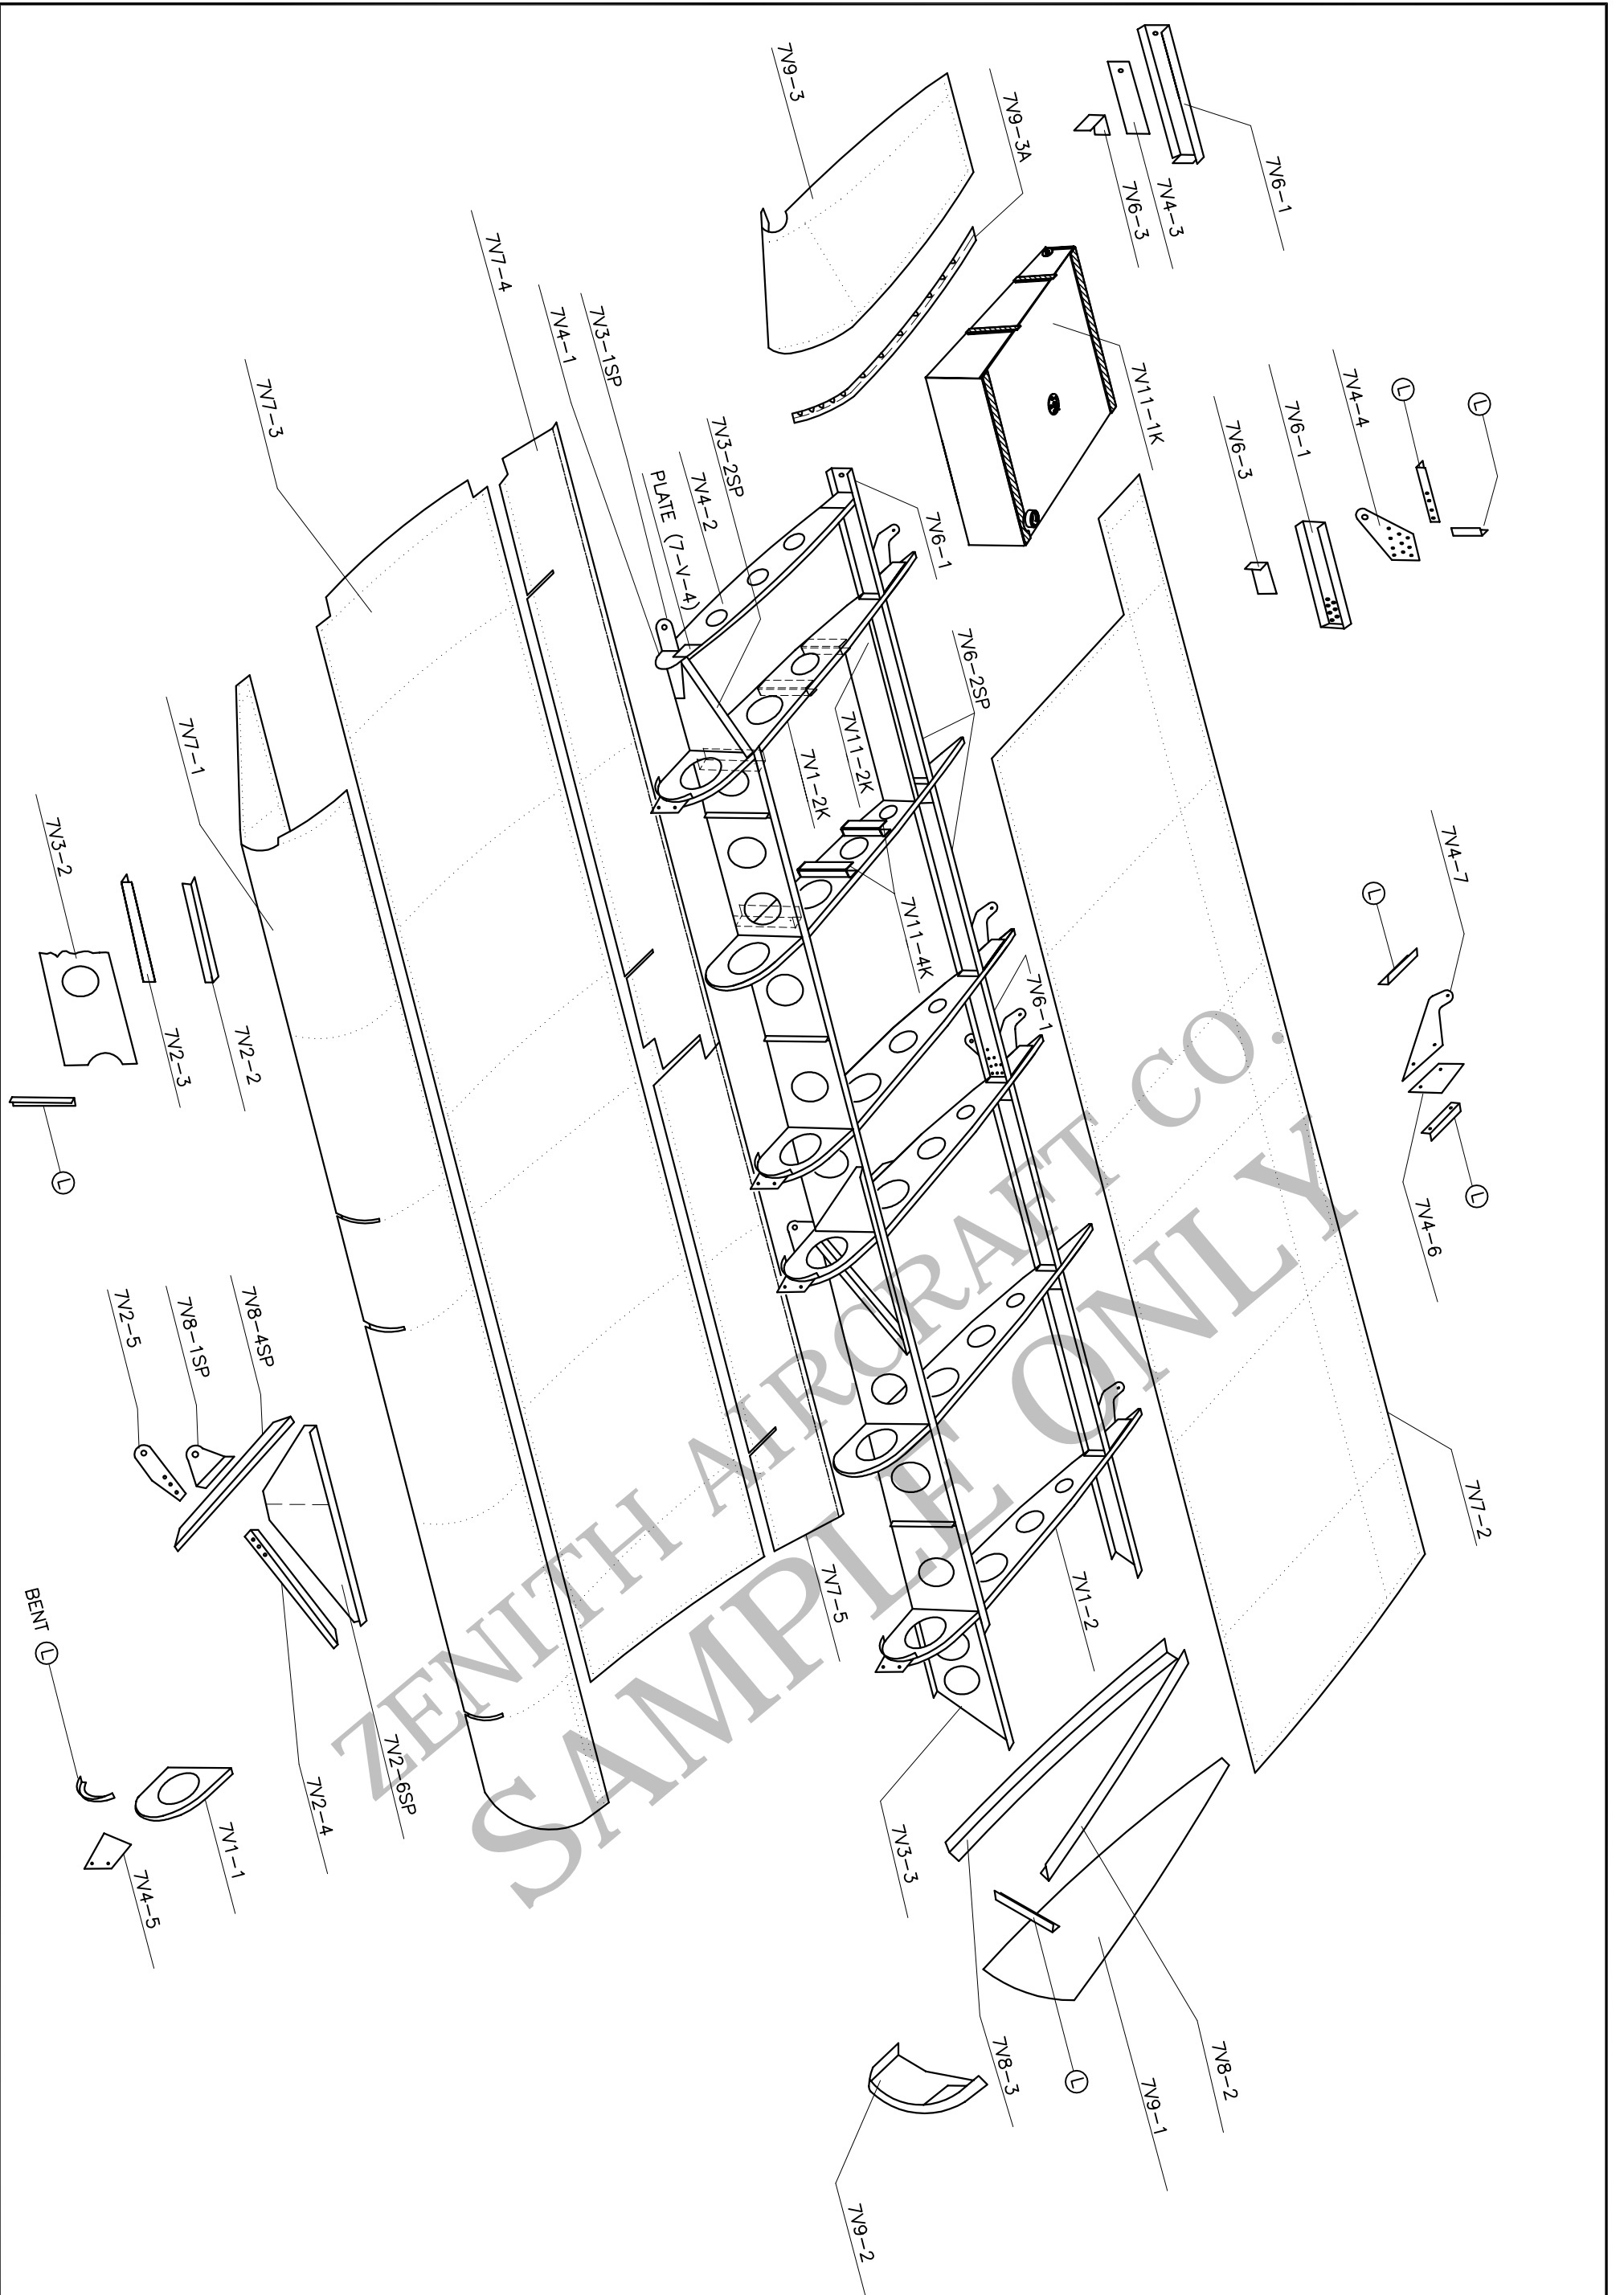 7V6-1
7V4-3
7V6-3
7V9-3A
7V9-3
7V11-1K
L
L
7V4-4
7V6-1
7V6-3
7V7-4
7V4-1
7V3-1SP
7V3-2SP
7V4-2
PLATE (7-V-4)
7V6-1
7V6-2SP
7V11-2K
7V1-2K
7V11-4K
7V6-1
7V7-3
7V7-1
7V3-2
7V2-3
7V2-2
L
7V4-7
L
L
7V4-6
7V7-2
7V1-2
7V7-5
7V3-3
7V8-4SP
7V8-1SP
7V2-5
7V2-6SP
7V2-4
BENT L
7V1-1
7V4-5
7V8-2
7V9-1
L
7V8-3
7V9-2
ZENITH AIRCRAFT CO.
SAMPLE ONLY